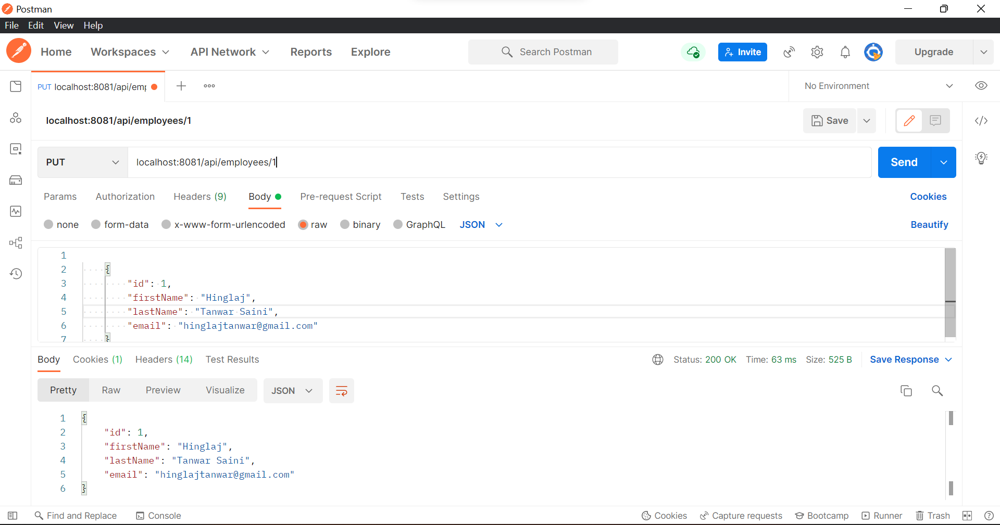 Postman
File Edit View Help
Home Workspaces API Network Reports Explore Search Postman Invite Upgrade
PUT localhost:8081/api/emp No Environment
localhost:8081/api/employees/1 Save
PUT localhost:8081/api/employees/1 Send
Params Authorization Headers (9) Body Pre-request Script Tests Settings Cookies
none form-data x-www-form-urlencoded raw binary GraphQL JSON Beautify
1
2 {
3 "id": 1,
4 "firstName": "Hinglaj",
5 "lastName": "Tanwar Saini",
6 "email": "hinglajtanwar@gmail.com"
7 }
Body Cookies (1) Headers (14) Test Results Status: 200 OK Time: 63 ms Size: 525 B Save Response
Pretty Raw Preview Visualize JSON
1 {
2 "id": 1,
3 "firstName": "Hinglaj",
4 "lastName": "Tanwar Saini",
5 "email": "hinglajtanwar@gmail.com"
6 }
Find and Replace Console Cookies Capture requests Bootcamp Runner Trash